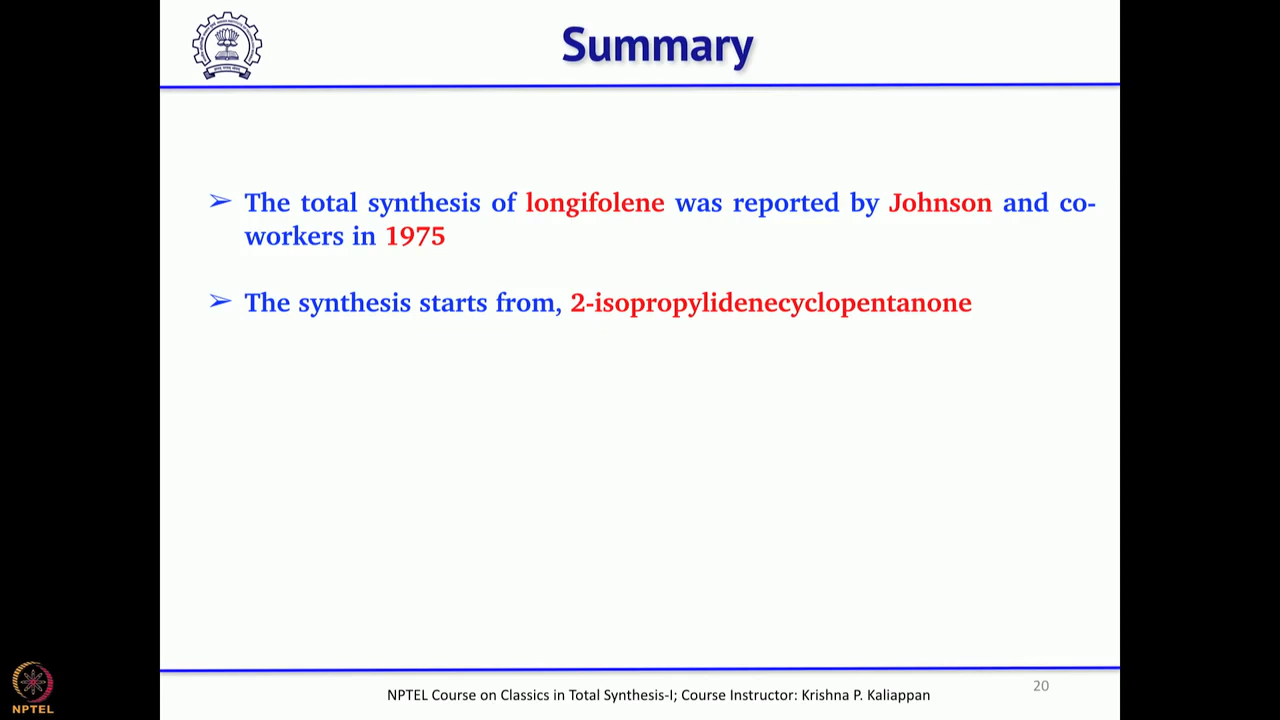 Summary
➢ The total synthesis of longifolene was reported by Johnson and co-
workers in 1975
➢ The synthesis starts from, 2-isopropylidenecyclopentanone
NPTEL Course on Classics in Total Synthesis-I; Course Instructor: Krishna P. Kaliappan
20
NPTEL